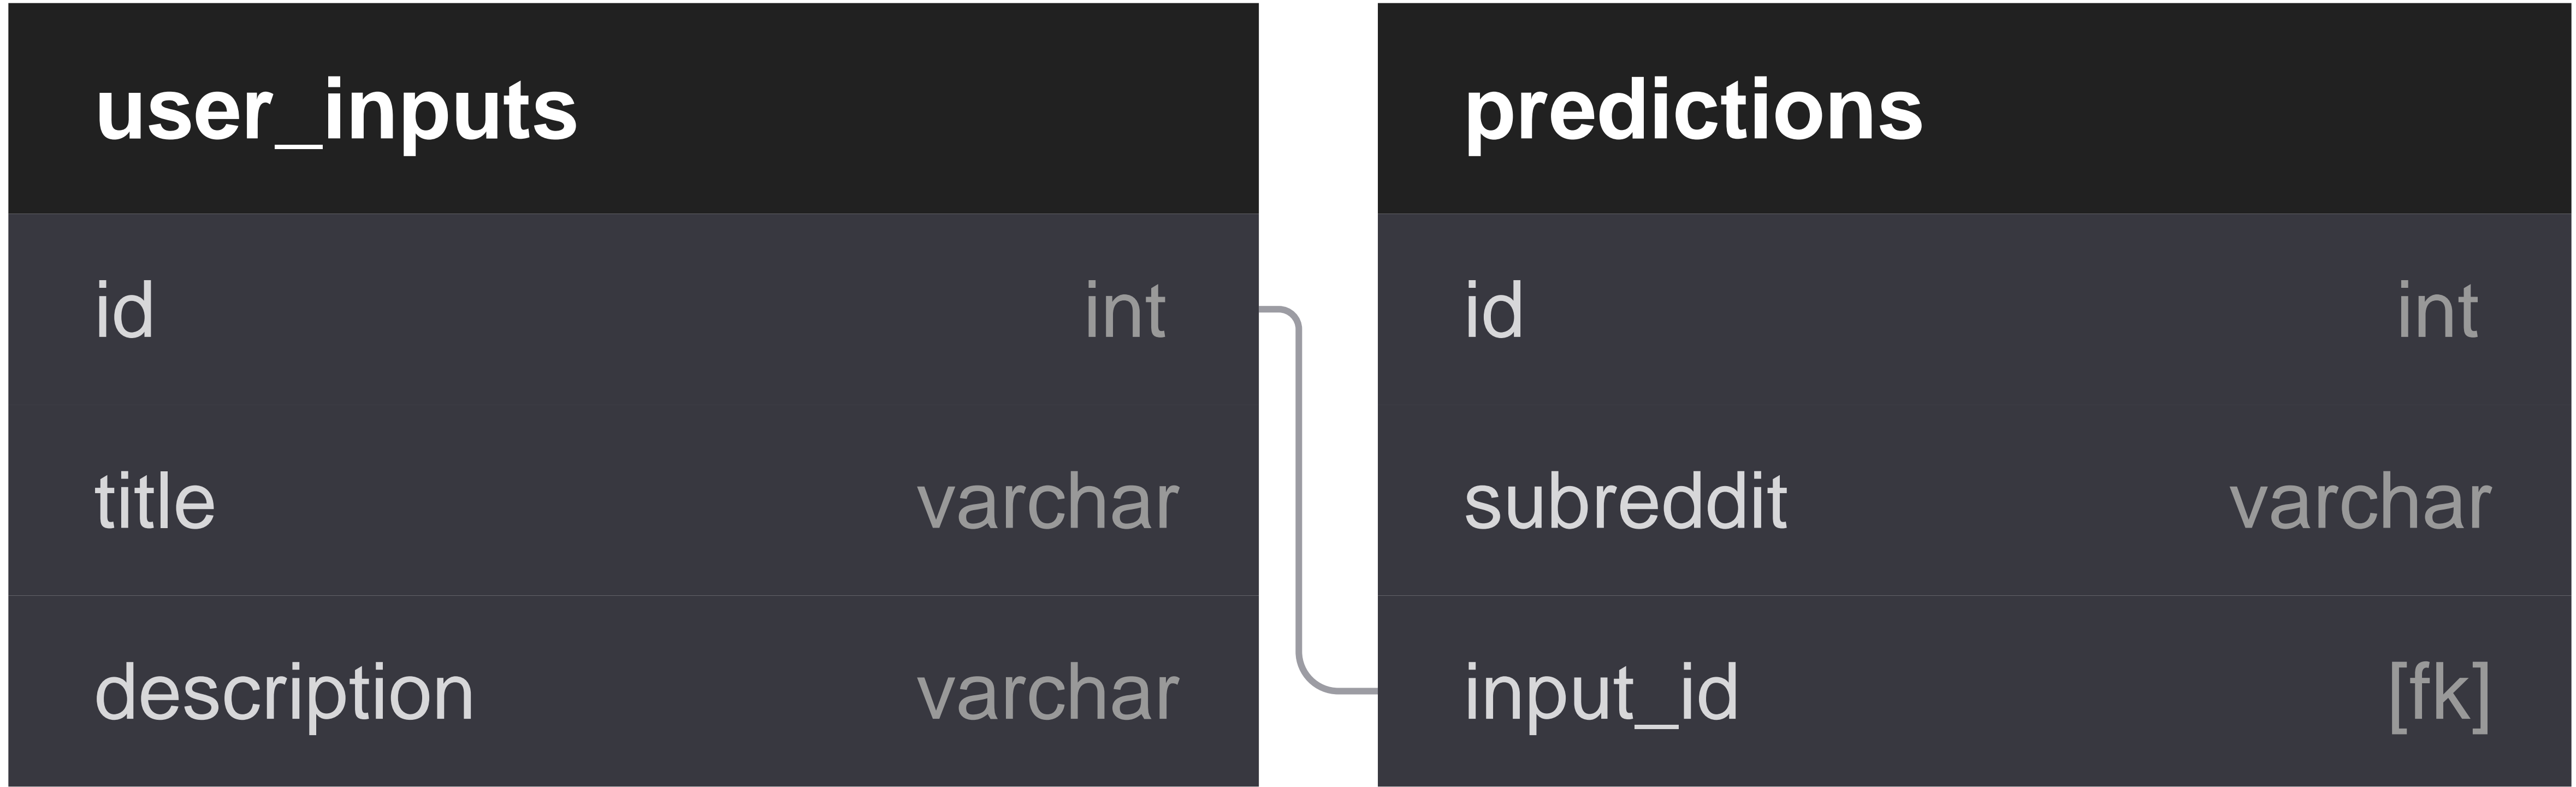 user_inputs
id int
title varchar
description varchar
predictions
id int
subreddit varchar
input_id [fk]